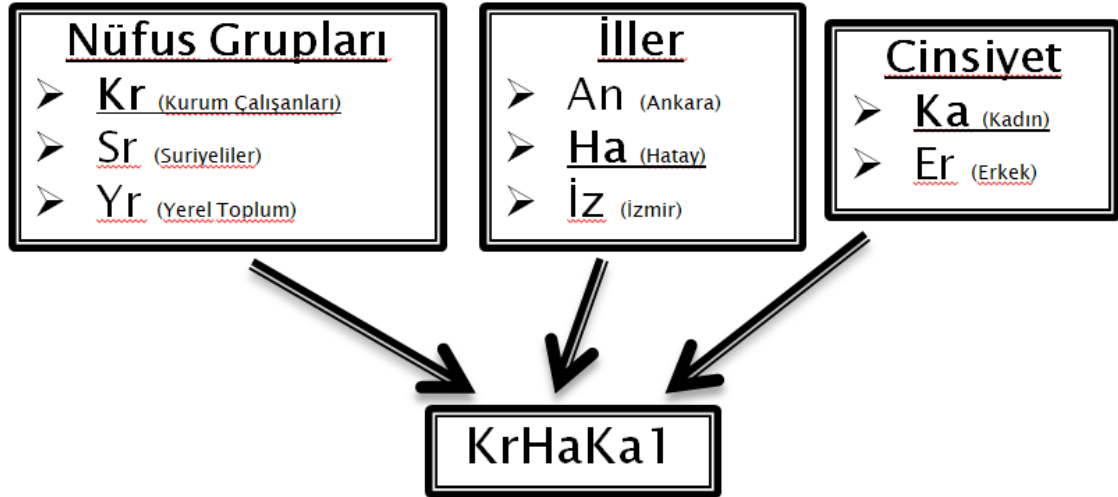 Nüfus Grupları
Kr (Kurum Çalışanları)
Sr (Suriyeliler)
Yr (Yerel Toplum)
İller
An (Ankara)
Ha (Hatay)
İz (İzmir)
Cinsiyet
Ka (Kadın)
Er (Erkek)
KrHaKa1